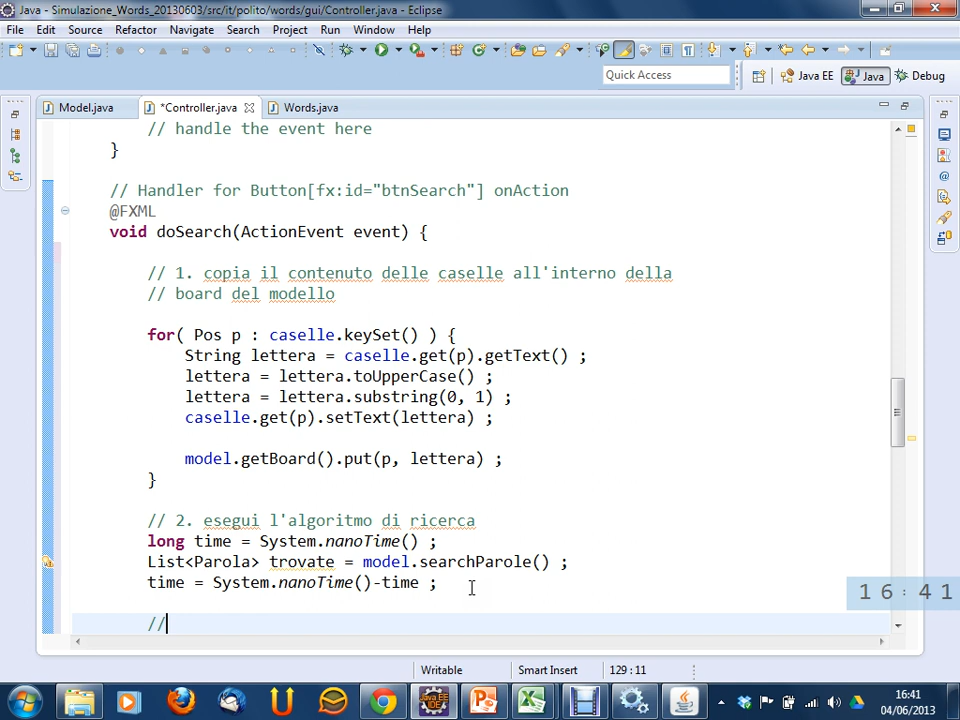 Java - Simulazione_Words_20130603/src/it/polito/words/gui/Controller.java - Eclipse
File Edit Source Refactor Navigate Search Project Run Window Help
Quick Access
Java EE Java Debug
Model.java *Controller.java Words.java
// handle the event here
}
// Handler for Button[fx:id="btnSearch"] onAction
@FXML
void doSearch(ActionEvent event) {
// 1. copia il contenuto delle caselle all'interno della
// board del modello
for( Pos p : caselle.keySet() ) {
String lettera = caselle.get(p).getText() ;
lettera = lettera.toUpperCase() ;
lettera = lettera.substring(0, 1) ;
caselle.get(p).setText(lettera) ;
model.getBoard().put(p, lettera) ;
}
// 2. esegui l'algoritmo di ricerca
long time = System.nanoTime() ;
List<Parola> trovate = model.searchParole() ;
time = System.nanoTime()-time ;
16:41
//
Writable Smart Insert 129 : 11
16:41
04/06/2013